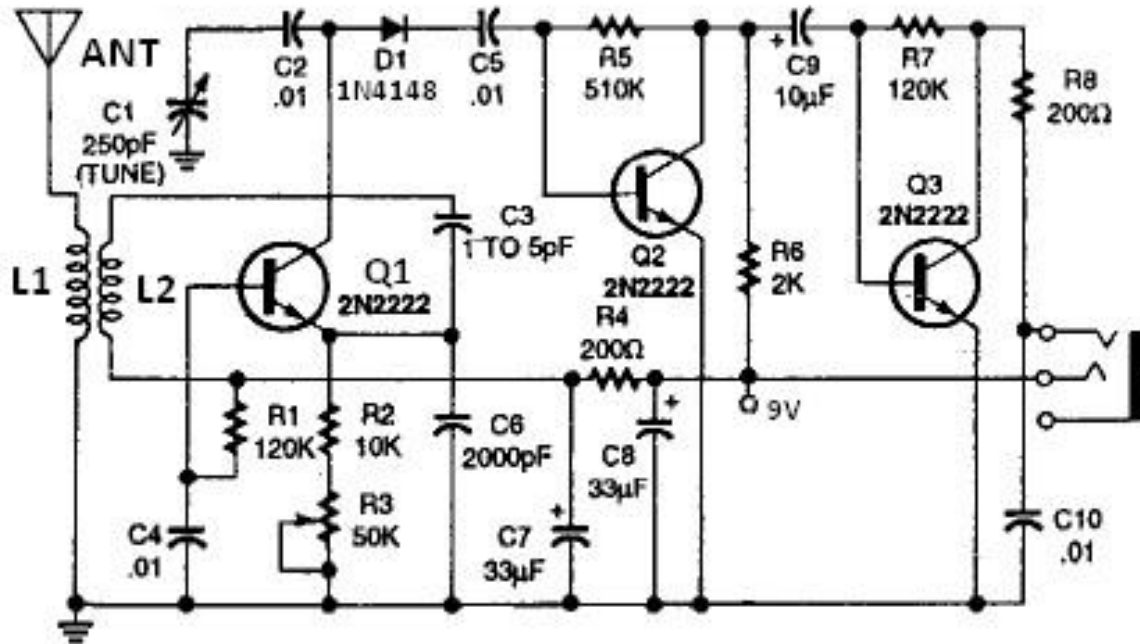 ANT
C1
250pF
(TUNE)
C2
.01
D1
1N4148
C5
.01
R5
510K
C9
+
10µF
R7
120K
R8
200Ω
L1
L2
C3
1 TO 5pF
Q1
2N2222
Q2
2N2222
R6
2K
Q3
2N2222
R4
200Ω
9V
R1
120K
R2
10K
C6
2000pF
+
C8
33µF
R3
50K
C4
.01
+
C7
33µF
C10
.01